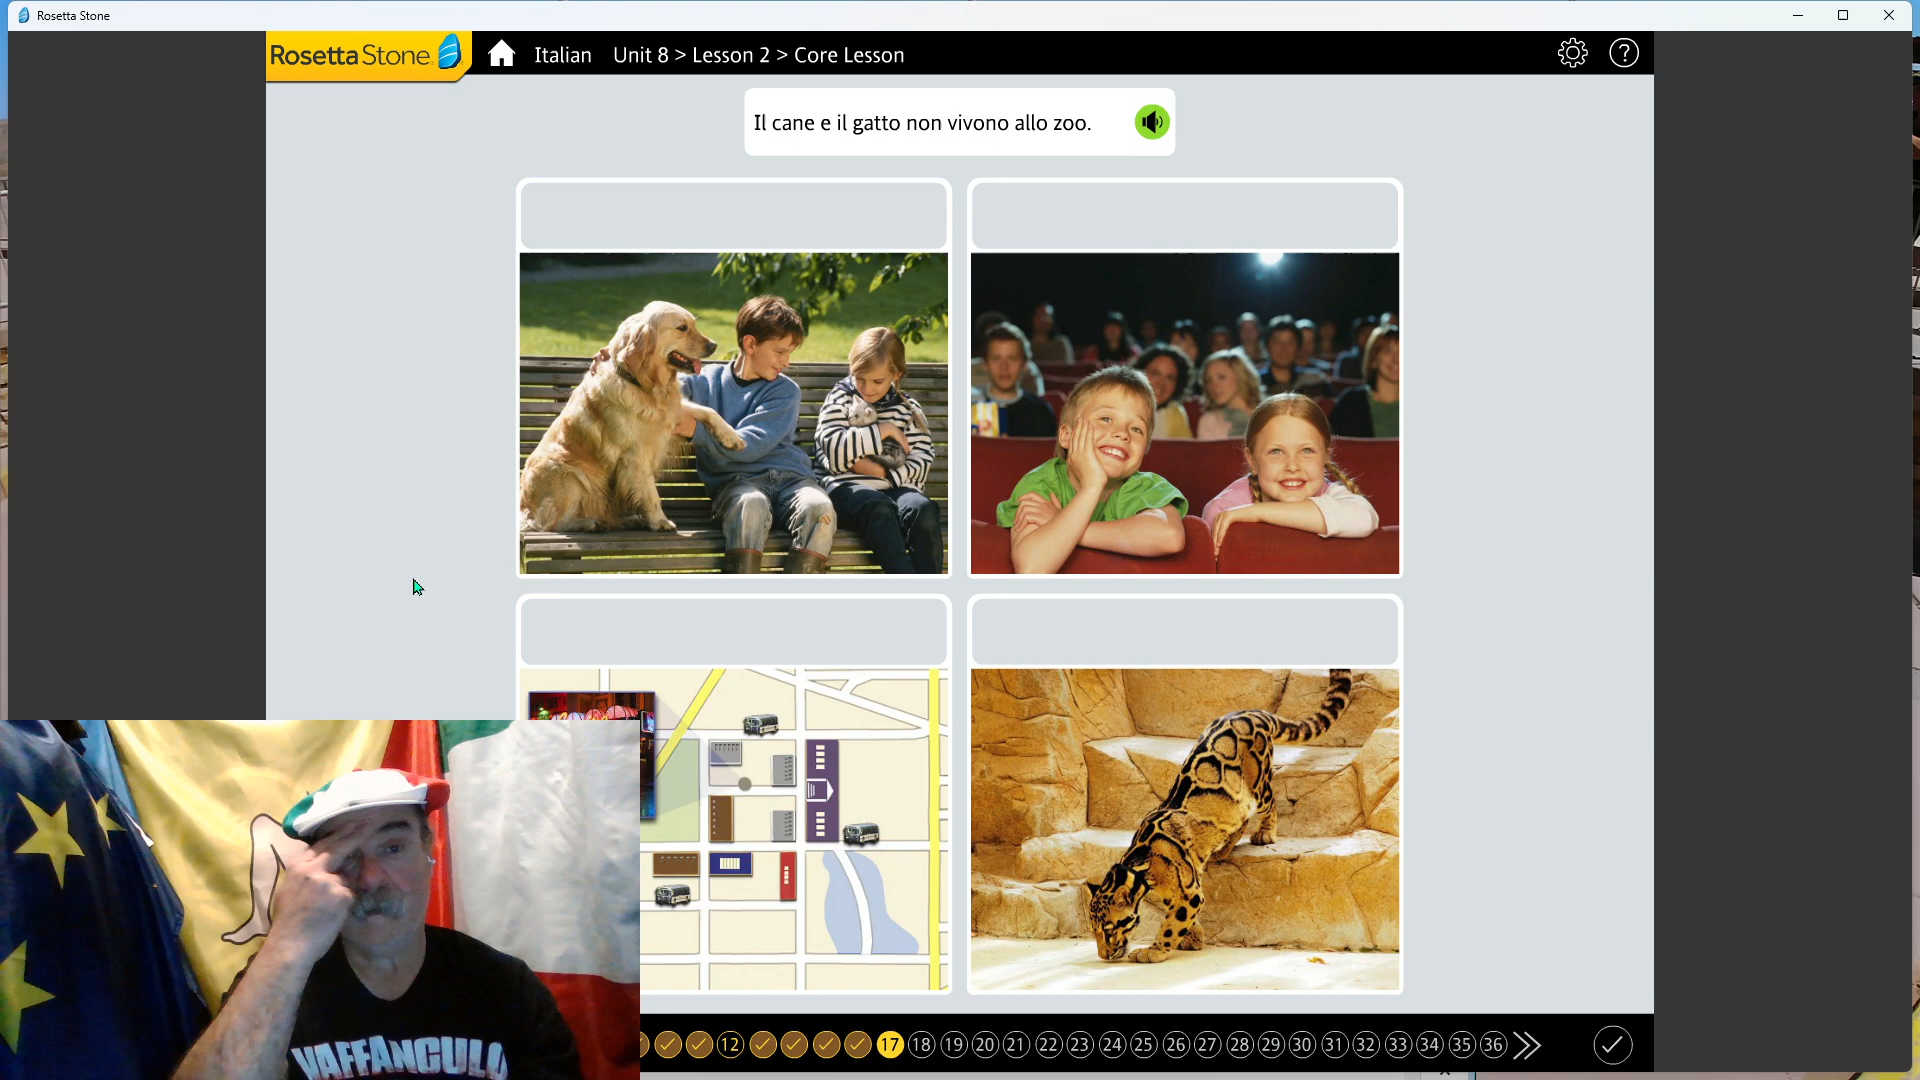 Rosetta Stone
RosettaStone
Italian Unit 8 > Lesson 2 > Core Lesson
?
Il cane e il gatto non vivono allo zoo.
VAFFANCULO
12 17 18 19 20 21 22 23 24 25 26 27 28 29 30 31 32 33 34 35 36